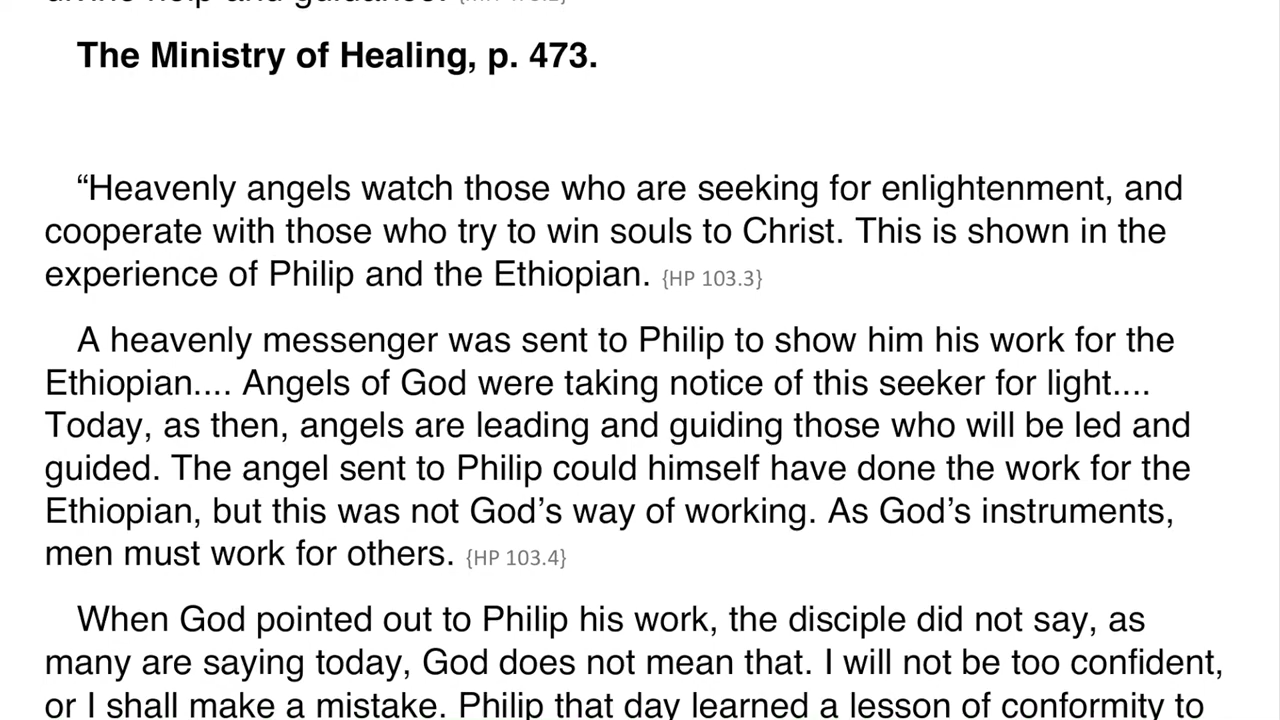 divine help and guidance. {MH 473.2}
The Ministry of Healing, p. 473.
“Heavenly angels watch those who are seeking for enlightenment, and
cooperate with those who try to win souls to Christ. This is shown in the
experience of Philip and the Ethiopian. {HP 103.3}
A heavenly messenger was sent to Philip to show him his work for the
Ethiopian.... Angels of God were taking notice of this seeker for light....
Today, as then, angels are leading and guiding those who will be led and
guided. The angel sent to Philip could himself have done the work for the
Ethiopian, but this was not God’s way of working. As God’s instruments,
men must work for others. {HP 103.4}
When God pointed out to Philip his work, the disciple did not say, as
many are saying today, God does not mean that. I will not be too confident,
or I shall make a mistake. Philip that day learned a lesson of conformity to